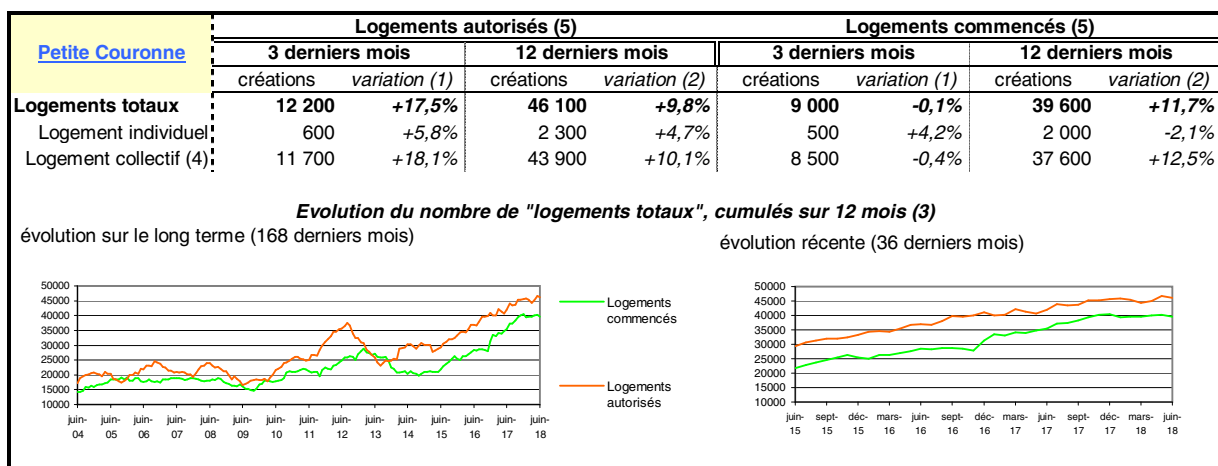 Petite Couronne
Logements autorisés (5) Logements commencés (5)
3 derniers mois 12 derniers mois 3 derniers mois 12 derniers mois
créations variation (1) créations variation (2) créations variation (1) créations variation (2)
Logements totaux 12 200 +17,5% 46 100 +9,8% 9 000 -0,1% 39 600 +11,7%
Logement individuel 600 +5,8% 2 300 +4,7% 500 +4,2% 2 000 -2,1%
Logement collectif (4) 11 700 +18,1% 43 900 +10,1% 8 500 -0,4% 37 600 +12,5%
Evolution du nombre de "logements totaux", cumulés sur 12 mois (3)
évolution sur le long terme (168 derniers mois)
50000
45000
40000
35000
30000
25000
20000
15000
10000
juin- juin- juin- juin- juin- juin- juin- juin- juin- juin- juin- juin- juin- juin- juin-
04 05 06 07 08 09 10 11 12 13 14 15 16 17 18
Logements
commencés
Logements
autorisés
évolution récente (36 derniers mois)
50000
45000
40000
35000
30000
25000
20000
15000
10000
juin- sept- déc- mars- juin- sept- déc- mars- juin- sept- déc- mars- juin-
15 15 15 16 16 16 16 17 17 17 17 18 18